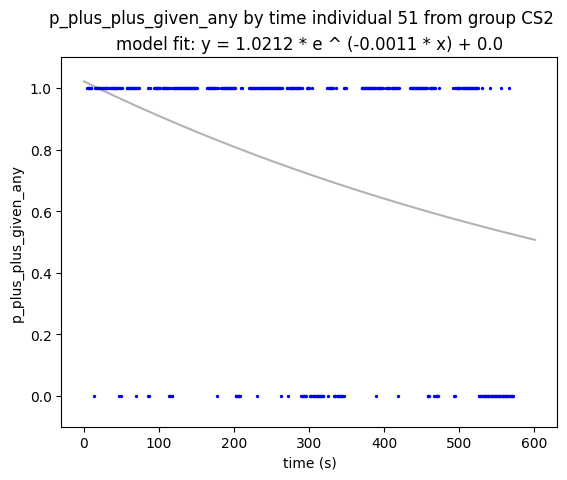 p_plus_plus_given_any by time individual 51 from group CS2
model fit: y = 1.0212 * e ^ (-0.0011 * x) + 0.0
1.0
0.8
0.6
0.4
0.2
0.0
p_plus_plus_given_any
0 100 200 300 400 500 600
time (s)